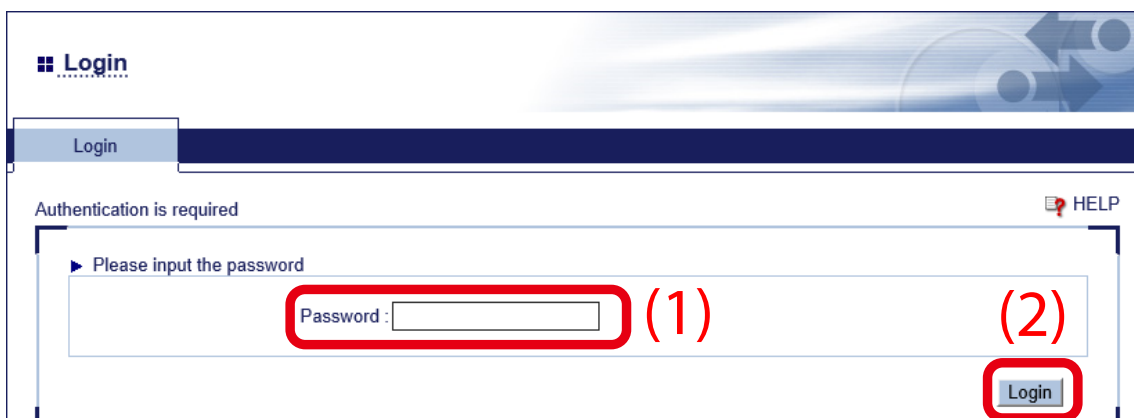 Login
Login
Authentication is required
HELP
Please input the password
Password :
(1)
(2)
Login